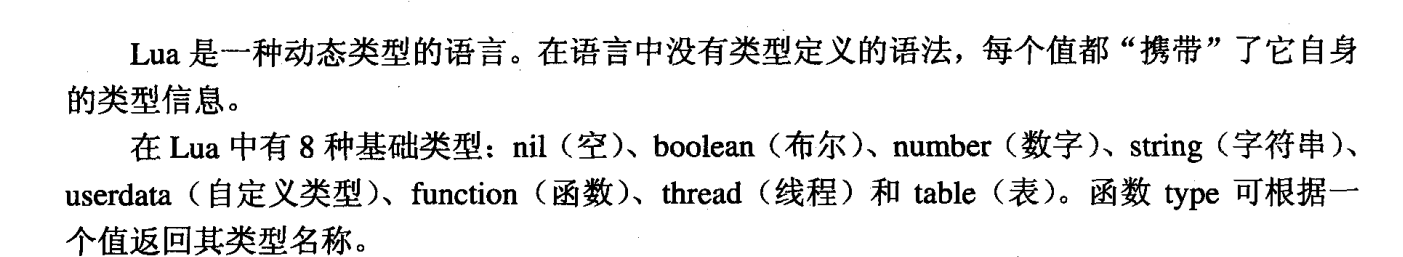 Lua 是一种动态类型的语言。在语言中没有类型定义的语法，每个值都“携带”了它自身
的类型信息。
在 Lua 中有 8 种基础类型：nil（空）、boolean（布尔）、number（数字）、string（字符串）、
userdata（自定义类型）、function（函数）、thread（线程）和 table（表）。函数 type 可根据一
个值返回其类型名称。